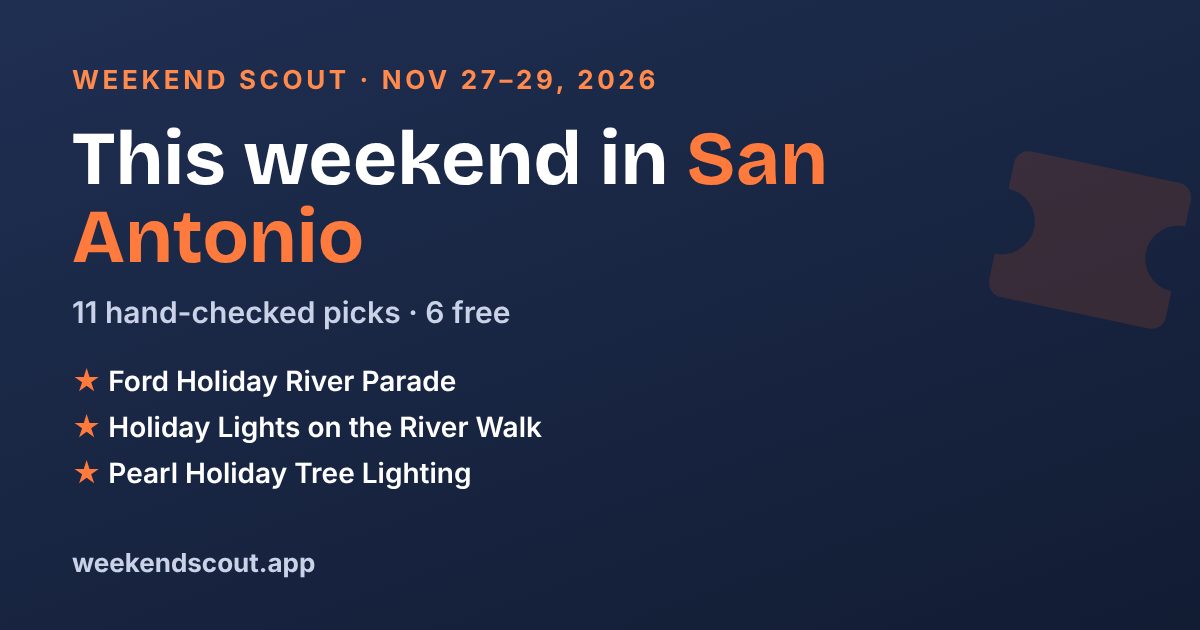 WEEKEND SCOUT · NOV 27–29, 2026
This weekend in San
Antonio
11 hand-checked picks · 6 free
★ Ford Holiday River Parade
★ Holiday Lights on the River Walk
★ Pearl Holiday Tree Lighting
weekendscout.app